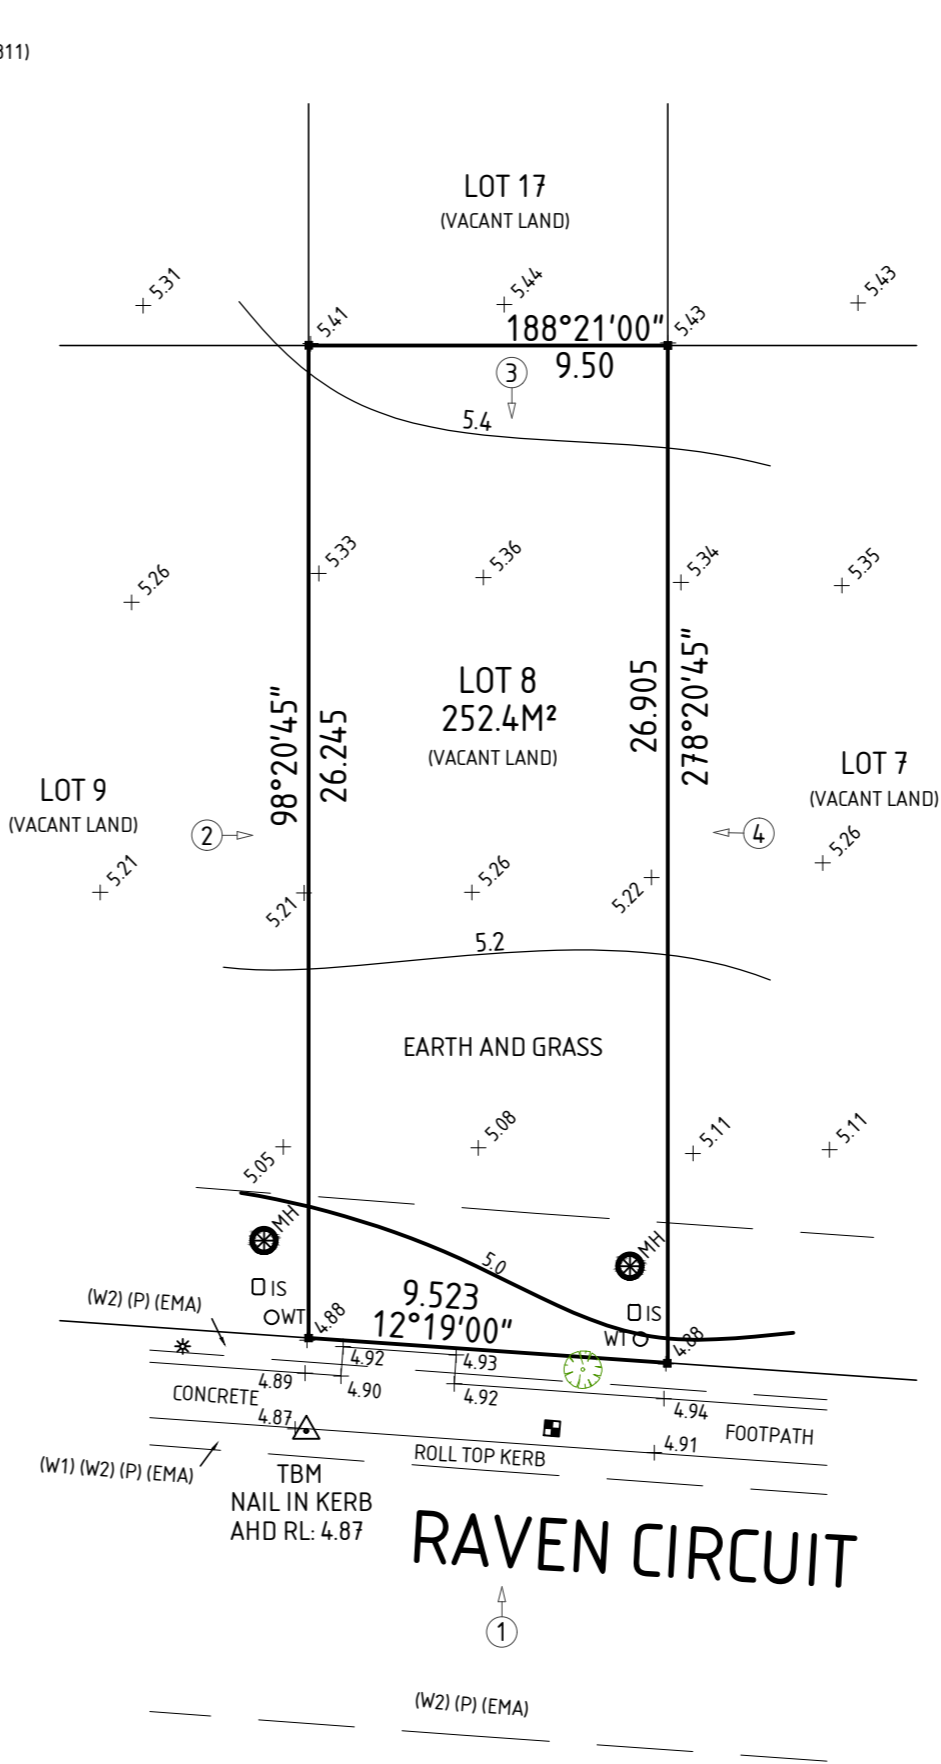 311)
LOT 17
(VACANT LAND)
5.31
5.44
5.43
5.41
188°21'00"
5.43
9.50
3
5.4
5.33
5.36
5.34
5.35
5.26
LOT 8
252.4M²
(VACANT LAND)
98°20'45"
26.245
26.905
278°20'45"
LOT 9
(VACANT LAND)
LOT 7
(VACANT LAND)
2
4
5.21
5.21
5.26
5.22
5.26
5.2
EARTH AND GRASS
5.05
5.08
5.11
5.11
MH
MH
5.0
IS
IS
(W2) (P) (EMA)
WT
4.88
9.523
12°19'00"
WT
4.88
4.92
4.93
4.89
4.90
4.92
4.94
CONCRETE
FOOTPATH
4.87
4.91
ROLL TOP KERB
(W1) (W2) (P) (EMA)
TBM
NAIL IN KERB
AHD RL: 4.87
RAVEN CIRCUIT
1
(W2) (P) (EMA)